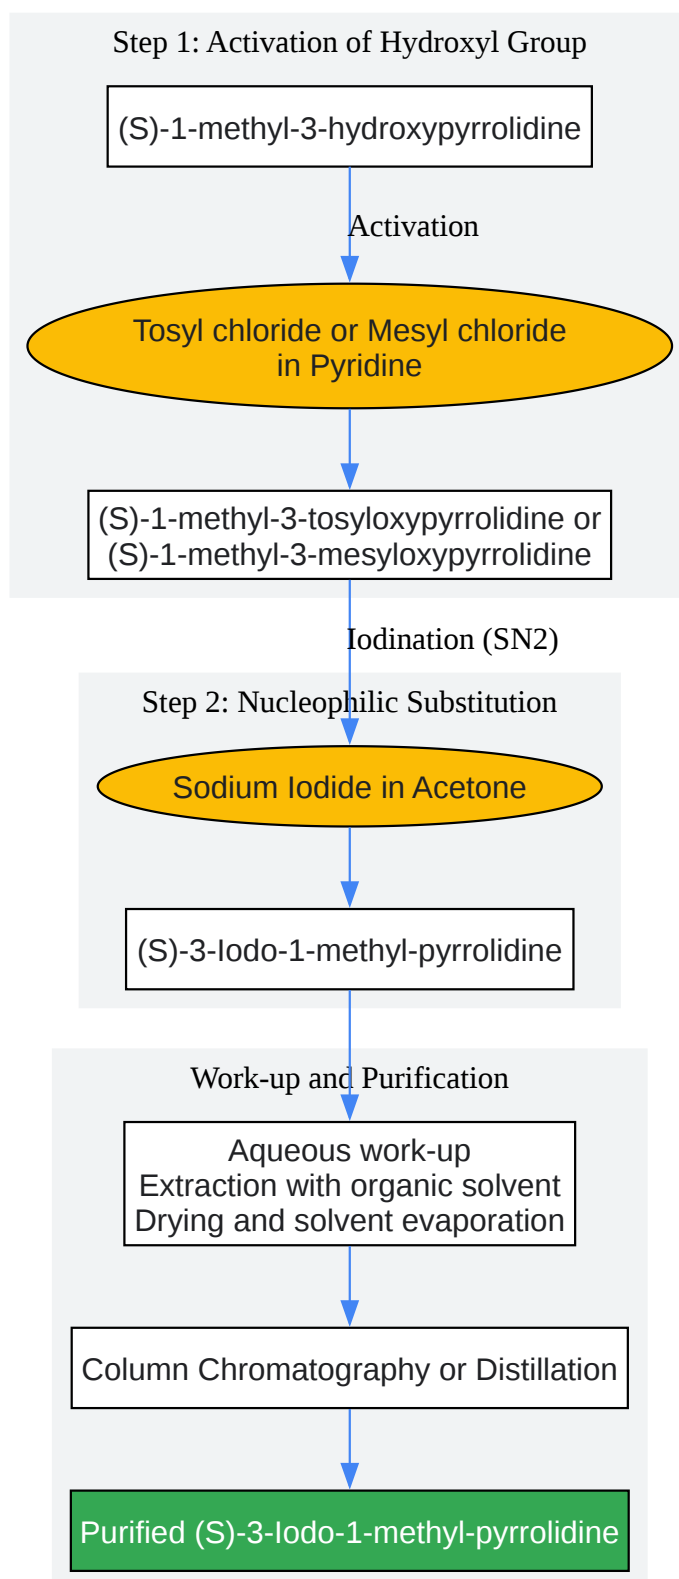 Step 1: Activation of Hydroxyl Group
(S)-1-methyl-3-hydroxypyrrolidine
Activation
Tosyl chloride or Mesyl chloride
in Pyridine
(S)-1-methyl-3-tosyloxypyrrolidine or
(S)-1-methyl-3-mesyloxypyrrolidine
Iodination (SN2)
Step 2: Nucleophilic Substitution
Sodium Iodide in Acetone
(S)-3-Iodo-1-methyl-pyrrolidine
Work-up and Purification
Aqueous work-up
Extraction with organic solvent
Drying and solvent evaporation
Column Chromatography or Distillation
Purified (S)-3-Iodo-1-methyl-pyrrolidine